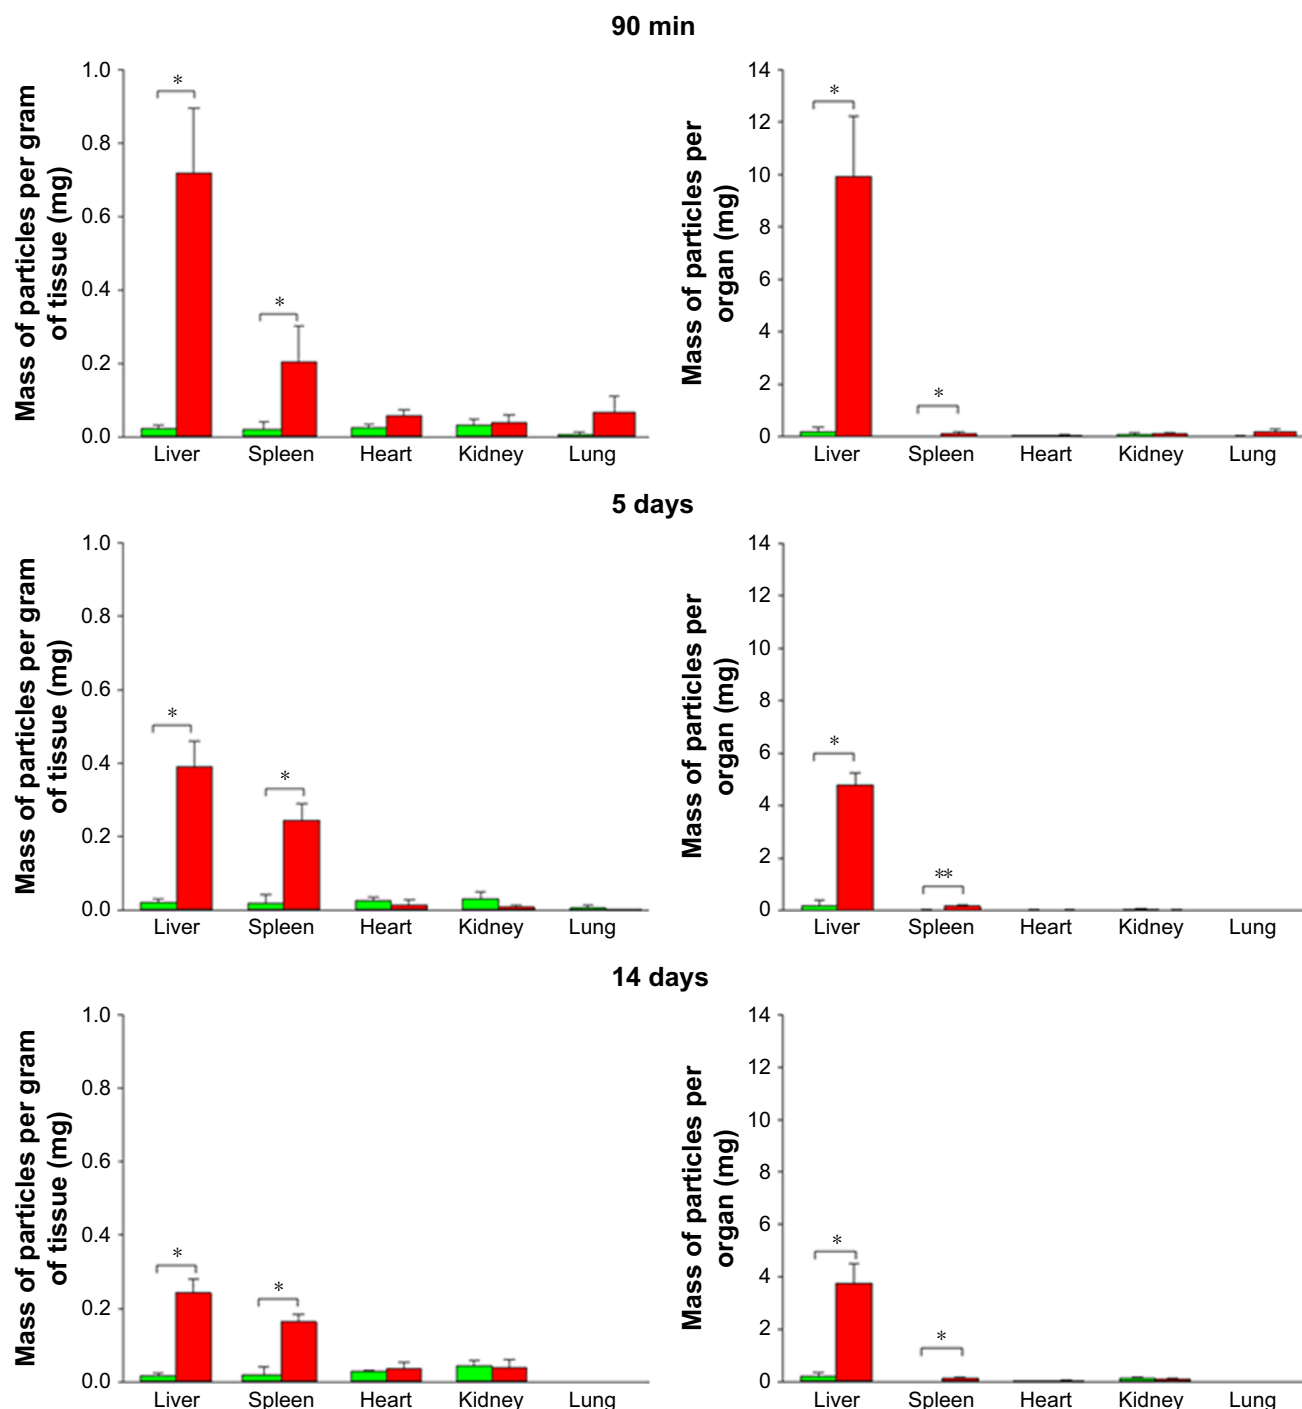 90 min
Mass of particles per gram
of tissue (mg)
1.0
0.8
0.6
0.4
0.2
0.0
*
*
Liver Spleen Heart Kidney Lung
Mass of particles per
organ (mg)
14
12
10
8
6
4
2
0
*
*
Liver Spleen Heart Kidney Lung
5 days
Mass of particles per gram
of tissue (mg)
1.0
0.8
0.6
0.4
0.2
0.0
*
*
Liver Spleen Heart Kidney Lung
Mass of particles per
organ (mg)
14
12
10
8
6
4
2
0
*
**
Liver Spleen Heart Kidney Lung
14 days
Mass of particles per gram
of tissue (mg)
1.0
0.8
0.6
0.4
0.2
0.0
*
*
Liver Spleen Heart Kidney Lung
Mass of particles per
organ (mg)
14
12
10
8
6
4
2
0
*
*
Liver Spleen Heart Kidney Lung